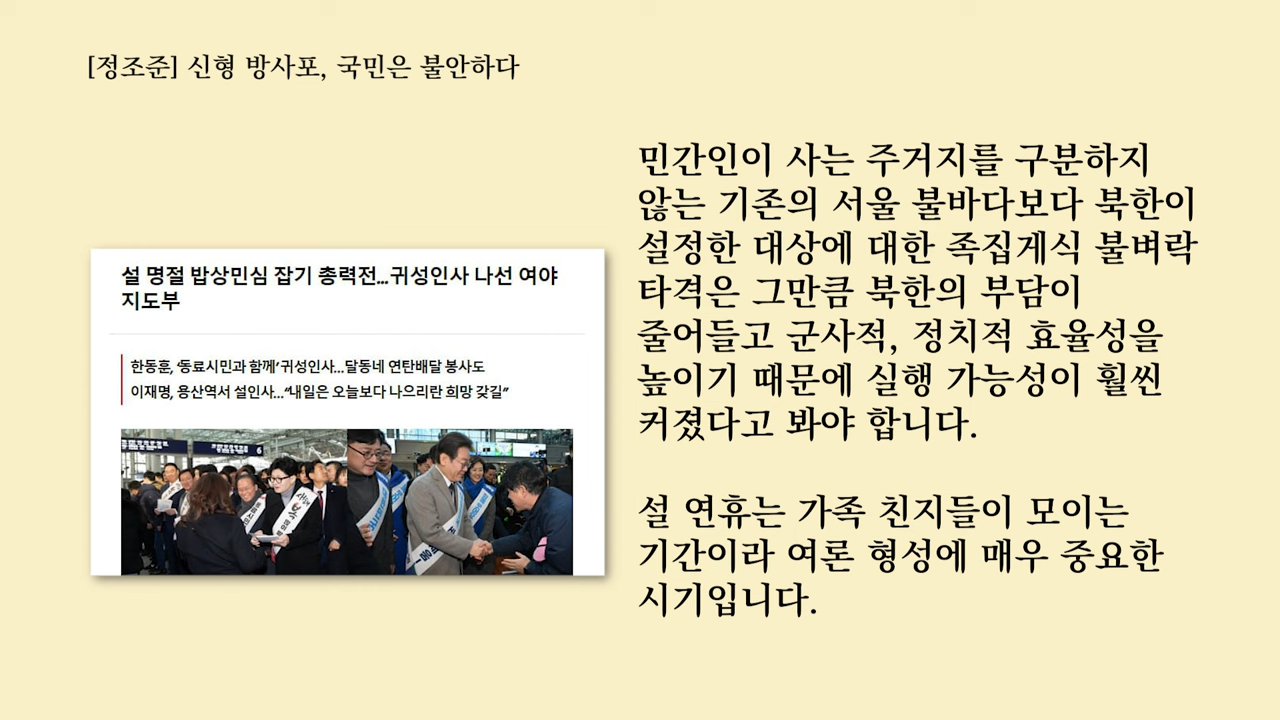 [정조준] 신형 방사포, 국민은 불안하다
민간인이 사는 주거지를 구분하지
않는 기존의 서울 불바다보다 북한이
설정한 대상에 대한 족집게식 불벼락
타격은 그만큼 북한의 부담이
줄어들고 군사적, 정치적 효율성을
높이기 때문에 실행 가능성이 훨씬
커졌다고 봐야 합니다.
설 연휴는 가족 친지들이 모이는
기간이라 여론 형성에 매우 중요한
시기입니다.
설 명절 밥상민심 잡기 총력전...귀성인사 나선 여야
지도부
한동훈, ‘동료시민과 함께’ 귀성인사...달동네 연탄배달 봉사도
이재명, 용산역서 설인사...“내일은 오늘보다 나으리란 희망 갖길”